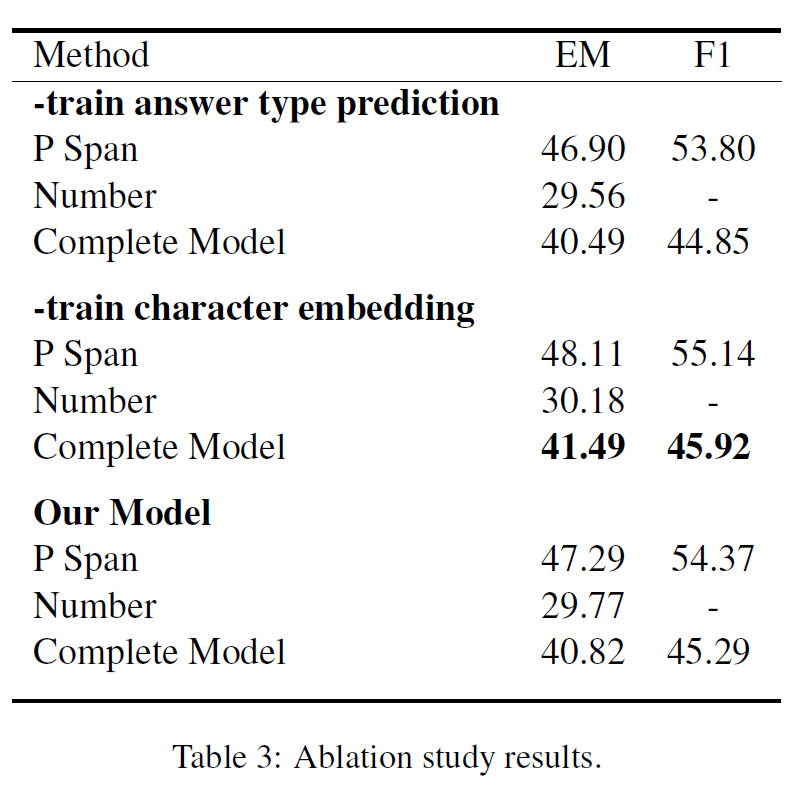 Method EM F1
-train answer type prediction
P Span 46.90 53.80
Number 29.56 -
Complete Model 40.49 44.85
-train character embedding
P Span 48.11 55.14
Number 30.18 -
Complete Model 41.49 45.92
Our Model
P Span 47.29 54.37
Number 29.77 -
Complete Model 40.82 45.29
Table 3: Ablation study results.